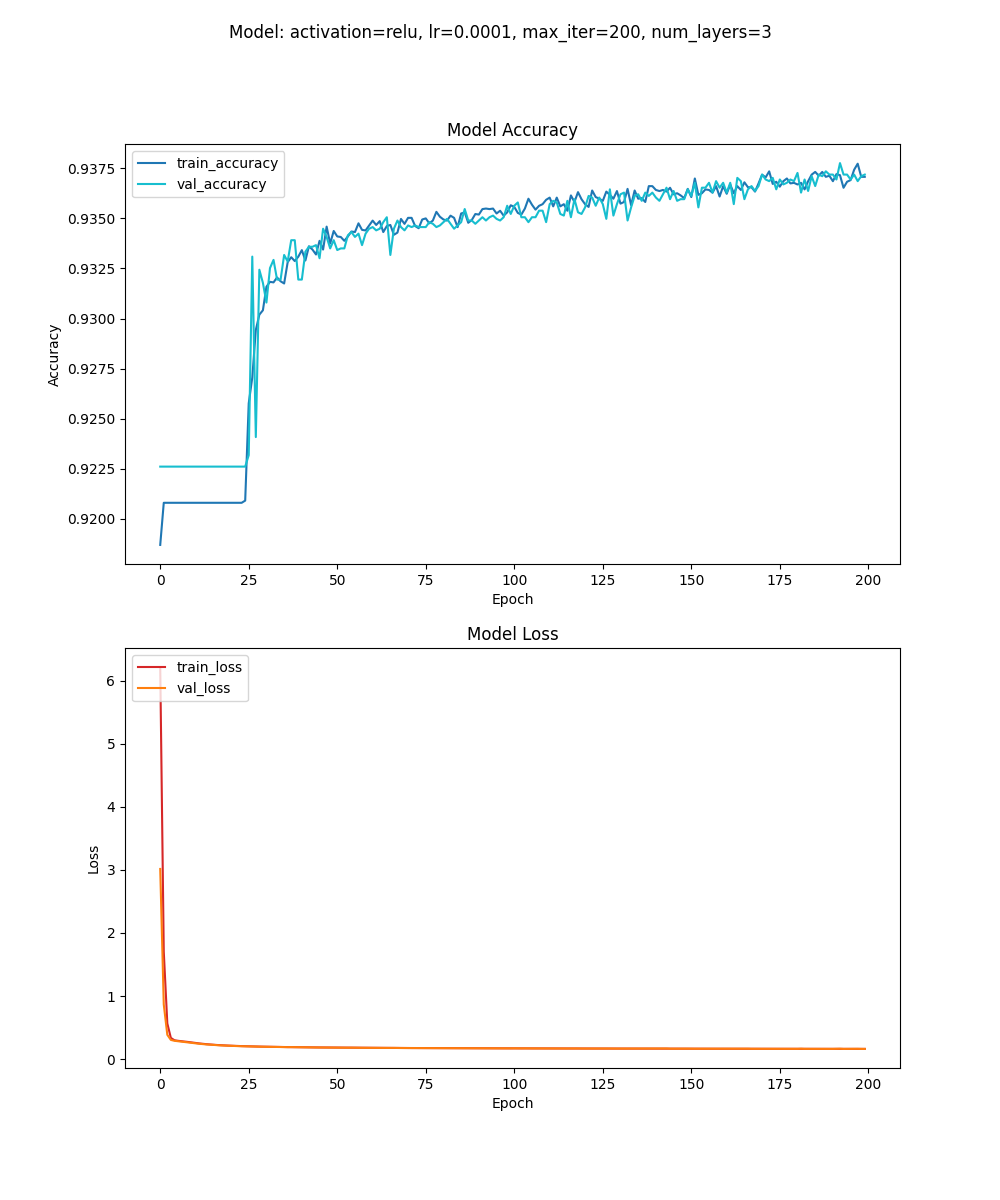 Model: activation=relu, lr=0.0001, max_iter=200, num_layers=3
Model Accuracy
train_accuracy
val_accuracy
0.9375
0.9350
0.9325
0.9300
0.9275
0.9250
0.9225
0.9200
Accuracy
0 25 50 75 100 125 150 175 200
Epoch
Model Loss
train_loss
val_loss
6
5
4
3
2
1
0
Loss
0 25 50 75 100 125 150 175 200
Epoch